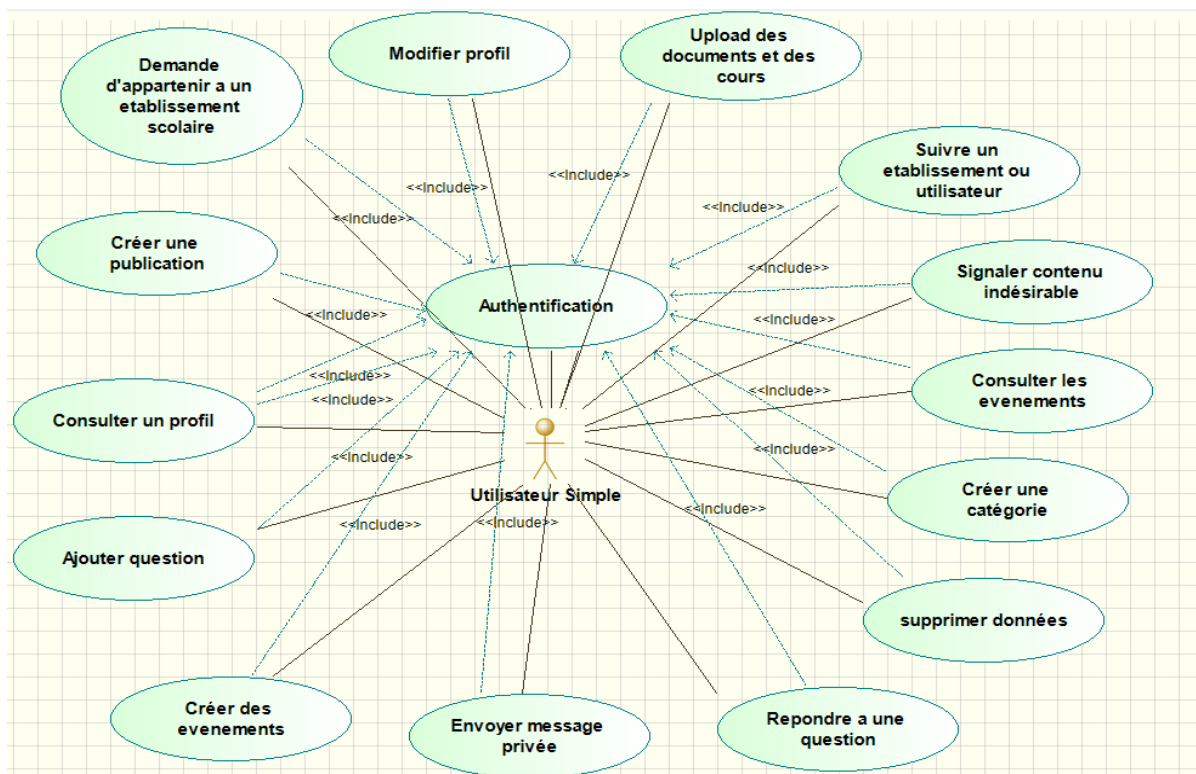 Demande
d'appartenir a un
etablissement
scolaire
Modifier profil
Upload des
documents et des
cours
Suivre un
etablissement ou
utilisateur
<<Include>>
<<Include>>
<<Include>>
<<Include>>
Créer une
publication
Authentification
<<Include>>
Signaler contenu
indésirable
<<Include>>
<<Include>>
<<Include>>
<<Include>>
Consulter un profil
Consulter les
evenements
<<Include>>
<<Include>>
<<Include>>
Utilisateur Simple
Créer une
catégorie
<<Include>>
<<Include>>
<<Include>>
Ajouter question
supprimer données
Créer des
evenements
Envoyer message
privée
Repondre a une
question